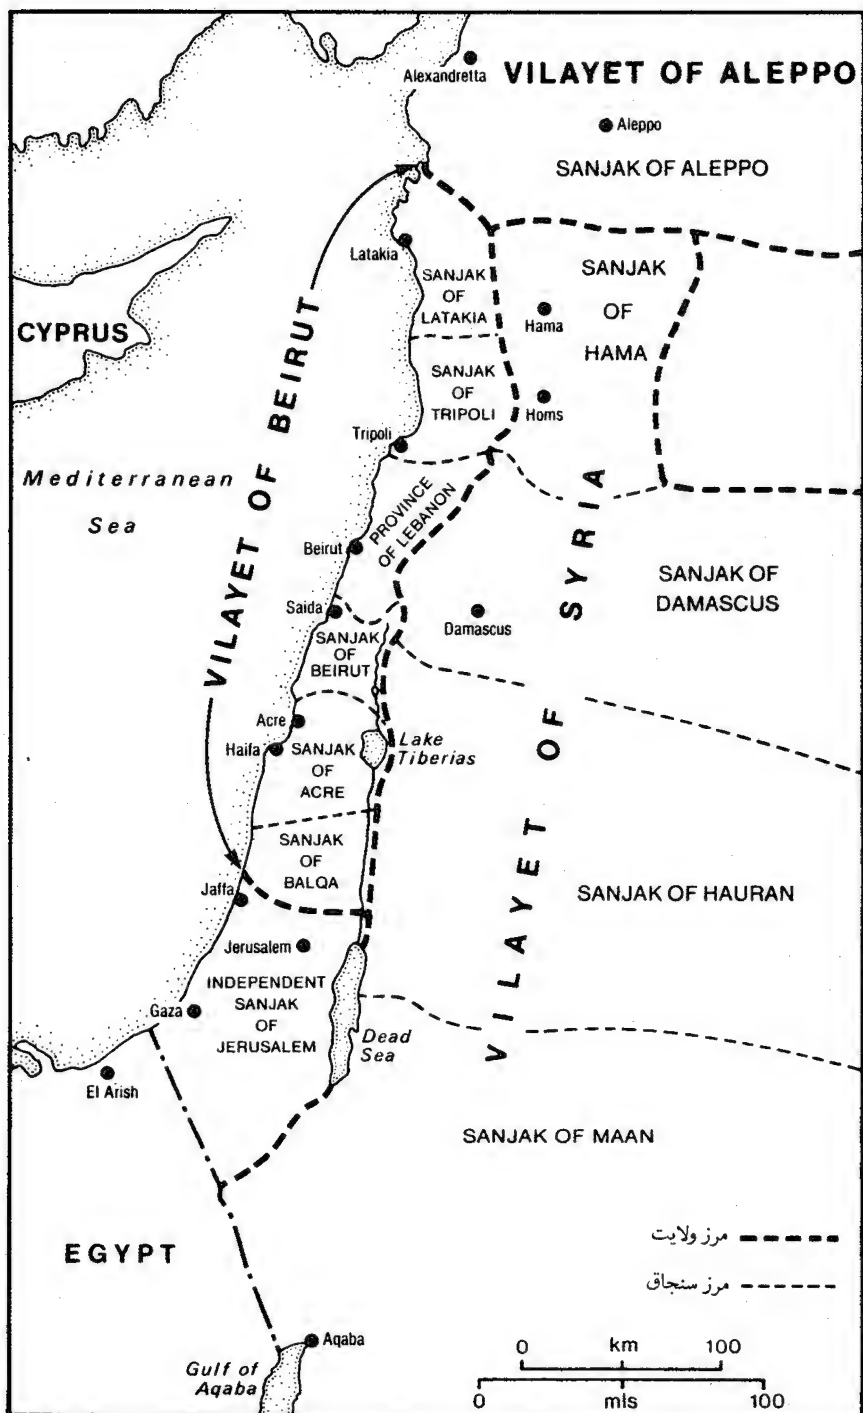 Alexandretta
VILAYET OF ALEPPO
Aleppo
SANJAK OF ALEPPO
Latakia
SANJAK
OF
LATAKIA
SANJAK
OF
HAMA
Hama
CYPRUS
VILAYET OF BEIRUT
SANJAK
OF
TRIPOLI
Homs
Tripoli
Mediterranean
Sea
PROVINCE
OF LEBANON
VILAYET OF SYRIA
Beirut
SANJAK OF
DAMASCUS
Saida
Damascus
SANJAK
OF
BEIRUT
Acre
Haifa
Lake
Tiberias
SANJAK
OF
ACRE
SANJAK
OF
BALQA
SANJAK OF HAURAN
Jaffa
Jerusalem
INDEPENDENT
SANJAK
OF
JERUSALEM
Gaza
Dead
Sea
El Arish
SANJAK OF MAAN
EGYPT
مرز ولایت
مرز سنجاق
Aqaba
Gulf of
Aqaba
0 km 100
0 mls 100